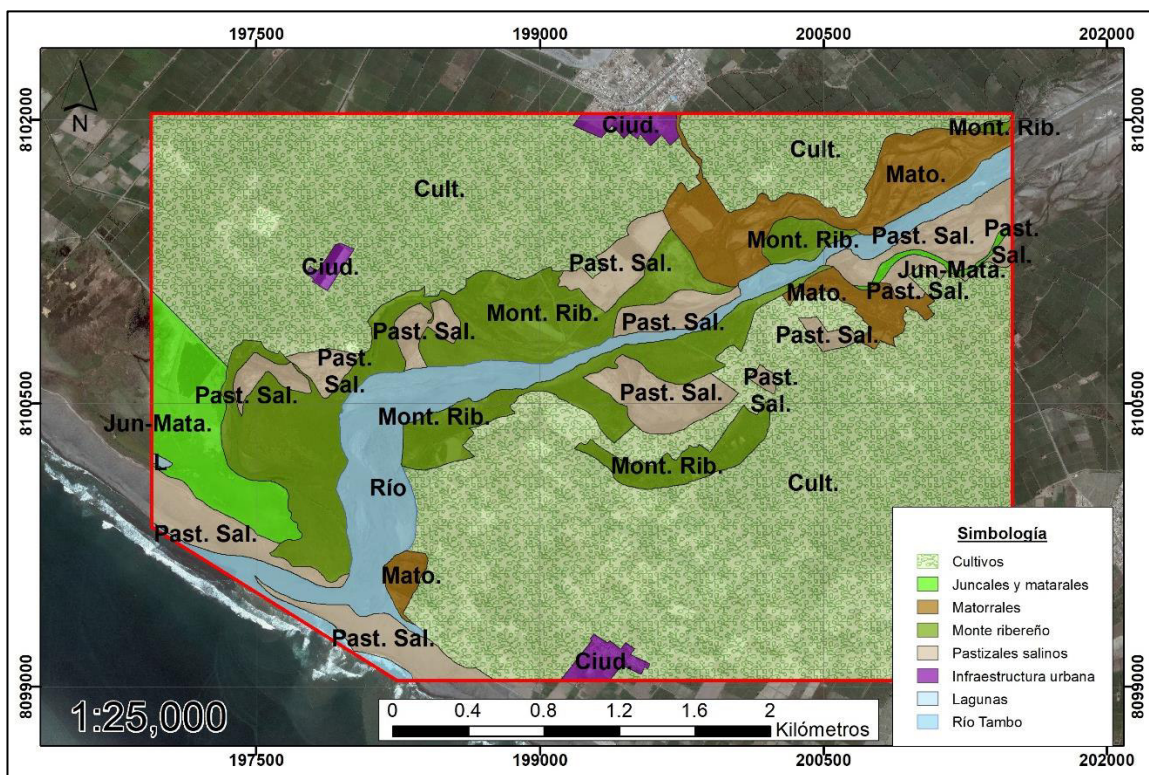 197500
199000
200500
202000
8102000
8102000
N
Ciud.
Mont. Rib.
Cult.
Mato.
Cult.
Mont. Rib.
Past. Sal.
Past.
Sal.
Past. Sal.
Ciud.
Jun-Mata.
Mato.
Past. Sal.
Mont. Rib.
Past. Sal.
Past. Sal.
Past. Sal.
Past.
Sal.
Past.
Sal.
Past. Sal.
Past. Sal.
8100500
8100500
Mont. Rib.
Jun-Mata.
L
Mont. Rib.
Río
Cult.
Past. Sal.
Mato.
Past. Sal.
Ciud.
8099000
8099000
Simbología
Cultivos
Juncales y matarales
Matorrales
Monte ribereño
Pastizales salinos
Infraestructura urbana
Lagunas
Río Tambo
1:25,000
0
0.4
0.8
1.2
1.6
2
Kilómetros
197500
199000
200500
202000